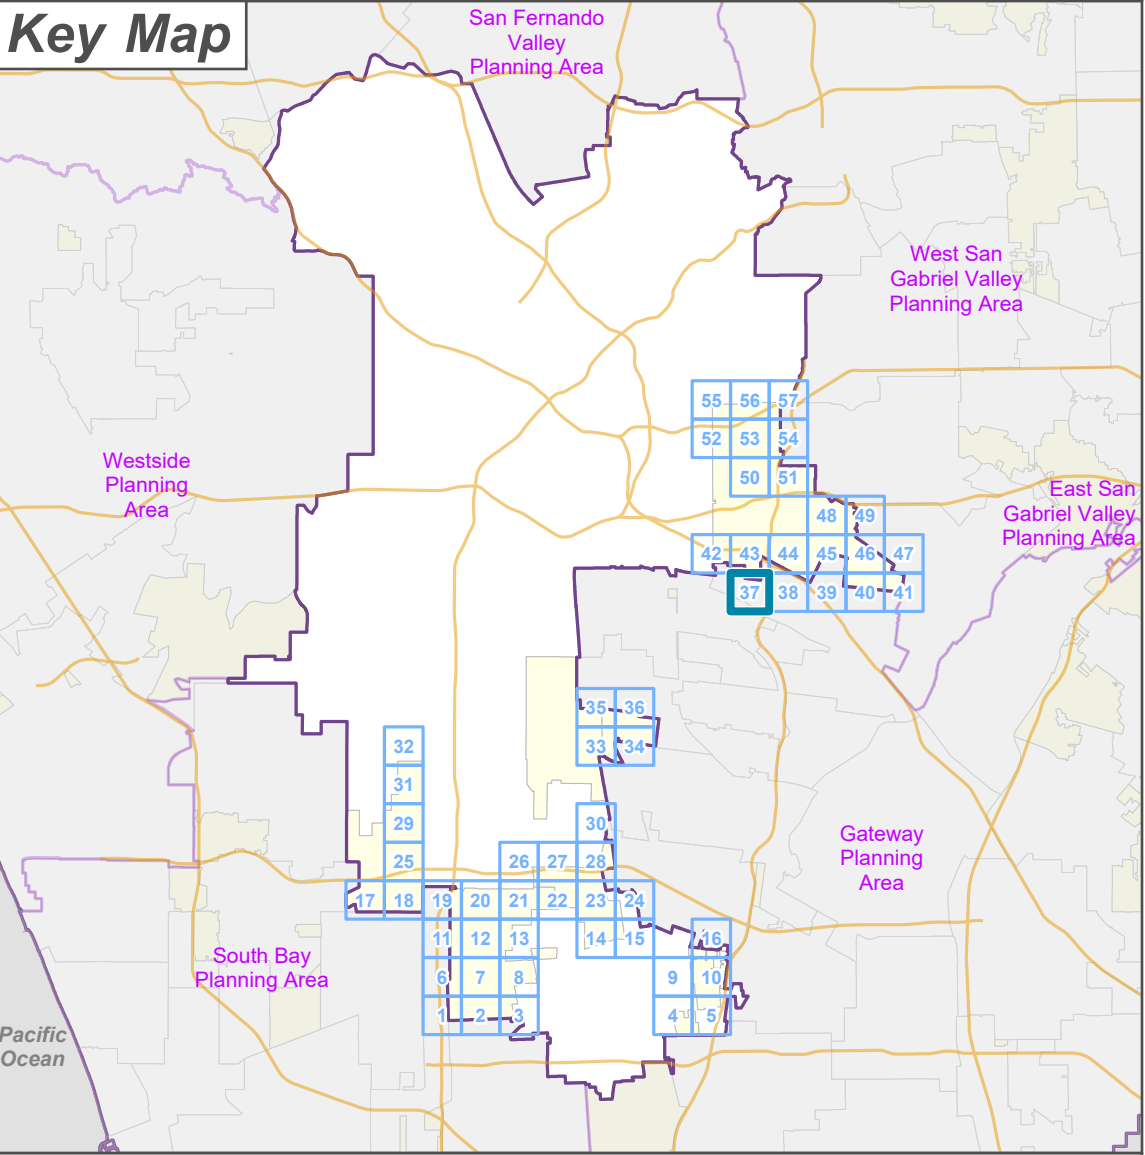 Key Map
San Fernando
Valley
Planning Area
West San
Gabriel Valley
Planning Area
55 56 57
52 53 54
Westside
Planning
Area
50 51
East San
Gabriel Valley
Planning Area
48 49
42 43 44 45 46 47
37 38 39 40 41
35 36
32 33 34
31
29 30
Gateway
Planning
Area
25 26 27 28
17 18 19 20 21 22 23 24
11 12 13 14 15 16
South Bay
Planning Area
6 7 8 9 10
1 2 3 4 5
Pacific
Ocean